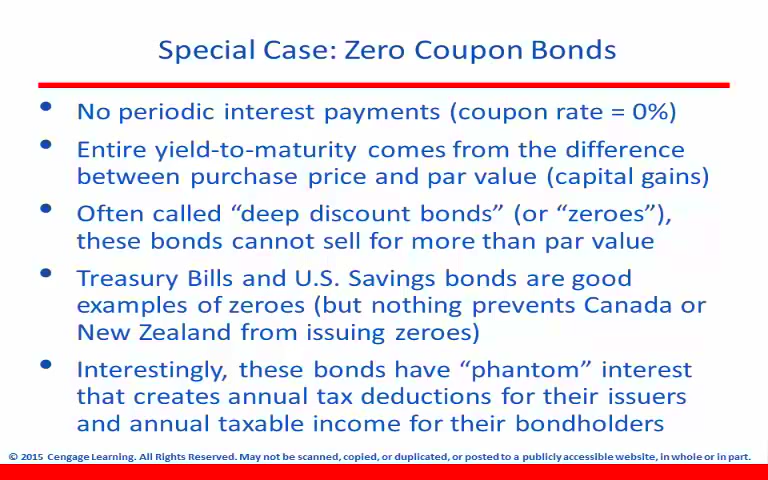 Special Case: Zero Coupon Bonds
• No periodic interest payments (coupon rate = 0%)
• Entire yield-to-maturity comes from the difference
between purchase price and par value (capital gains)
• Often called “deep discount bonds” (or “zeroes”),
these bonds cannot sell for more than par value
• Treasury Bills and U.S. Savings bonds are good
examples of zeroes (but nothing prevents Canada or
New Zealand from issuing zeroes)
• Interestingly, these bonds have “phantom” interest
that creates annual tax deductions for their issuers
and annual taxable income for their bondholders
© 2015 Cengage Learning. All Rights Reserved. May not be scanned, copied, or duplicated, or posted to a publicly accessible website, in whole or in part.